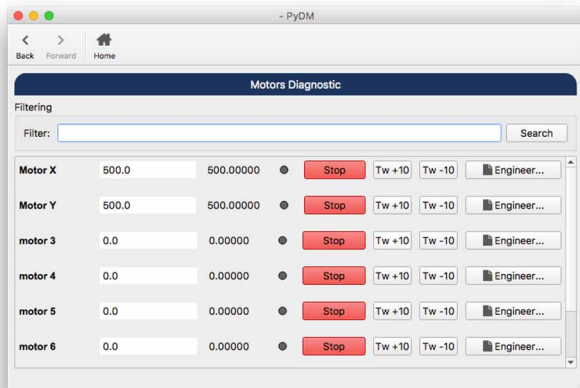 - PyDM
Back Forward Home
Motors Diagnostic
Filtering
Filter: Search
Motor X 500.0 500.00000 Stop Tw +10 Tw -10 Engineer...
Motor Y 500.0 500.00000 Stop Tw +10 Tw -10 Engineer...
motor 3 0.0 0.00000 Stop Tw +10 Tw -10 Engineer...
motor 4 0.0 0.00000 Stop Tw +10 Tw -10 Engineer...
motor 5 0.0 0.00000 Stop Tw +10 Tw -10 Engineer...
motor 6 0.0 0.00000 Stop Tw +10 Tw -10 Engineer...